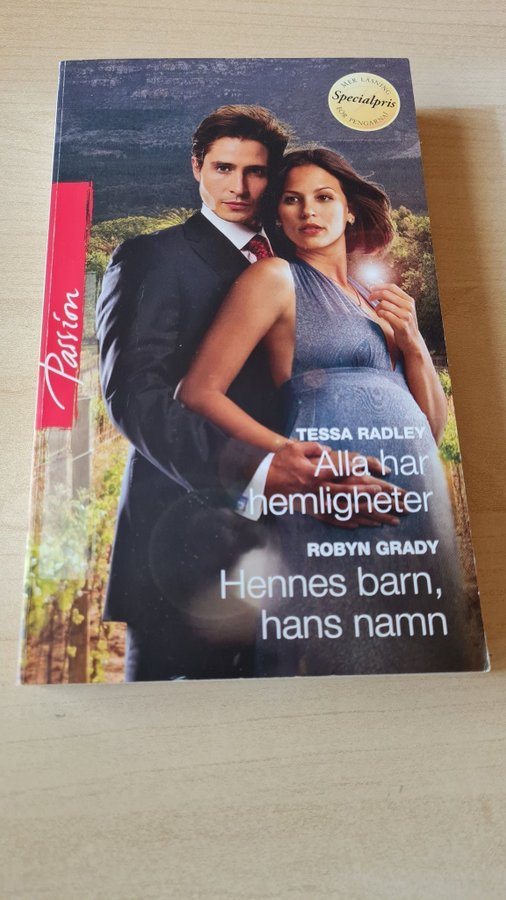 MER LÄSNING
Specialpris
FÖR PENGARNA!
Passion
TESSA RADLEY
Alla har
hemligheter
ROBYN GRADY
Hennes barn,
hans namn